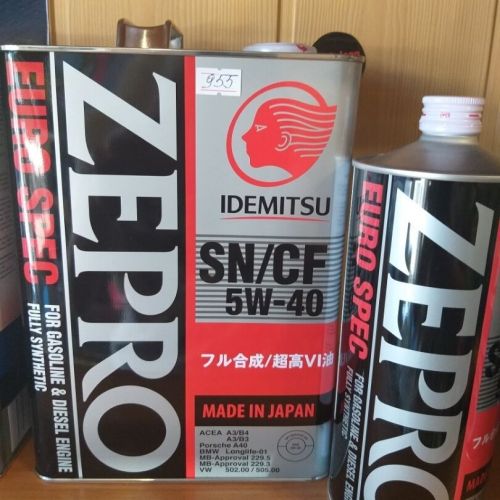 955
EURO SPEC
ZEPRO
FOR GASOLINE & DIESEL ENGINE
FULLY SYNTHETIC
IDEMITSU
SN/CF
5W-40
フル合成/超高VI油
MADE IN JAPAN
ACEA A3/B4
A3/B3
Porsche A40
BMW Longlife-01
MB-Approval 229.5
MB-Approval 229.3
VW 502.00 / 505.00
EURO SPEC
ZEPRO
FOR GASOLINE & DIESEL
FULLY SYNTHETIC
フル
MADE